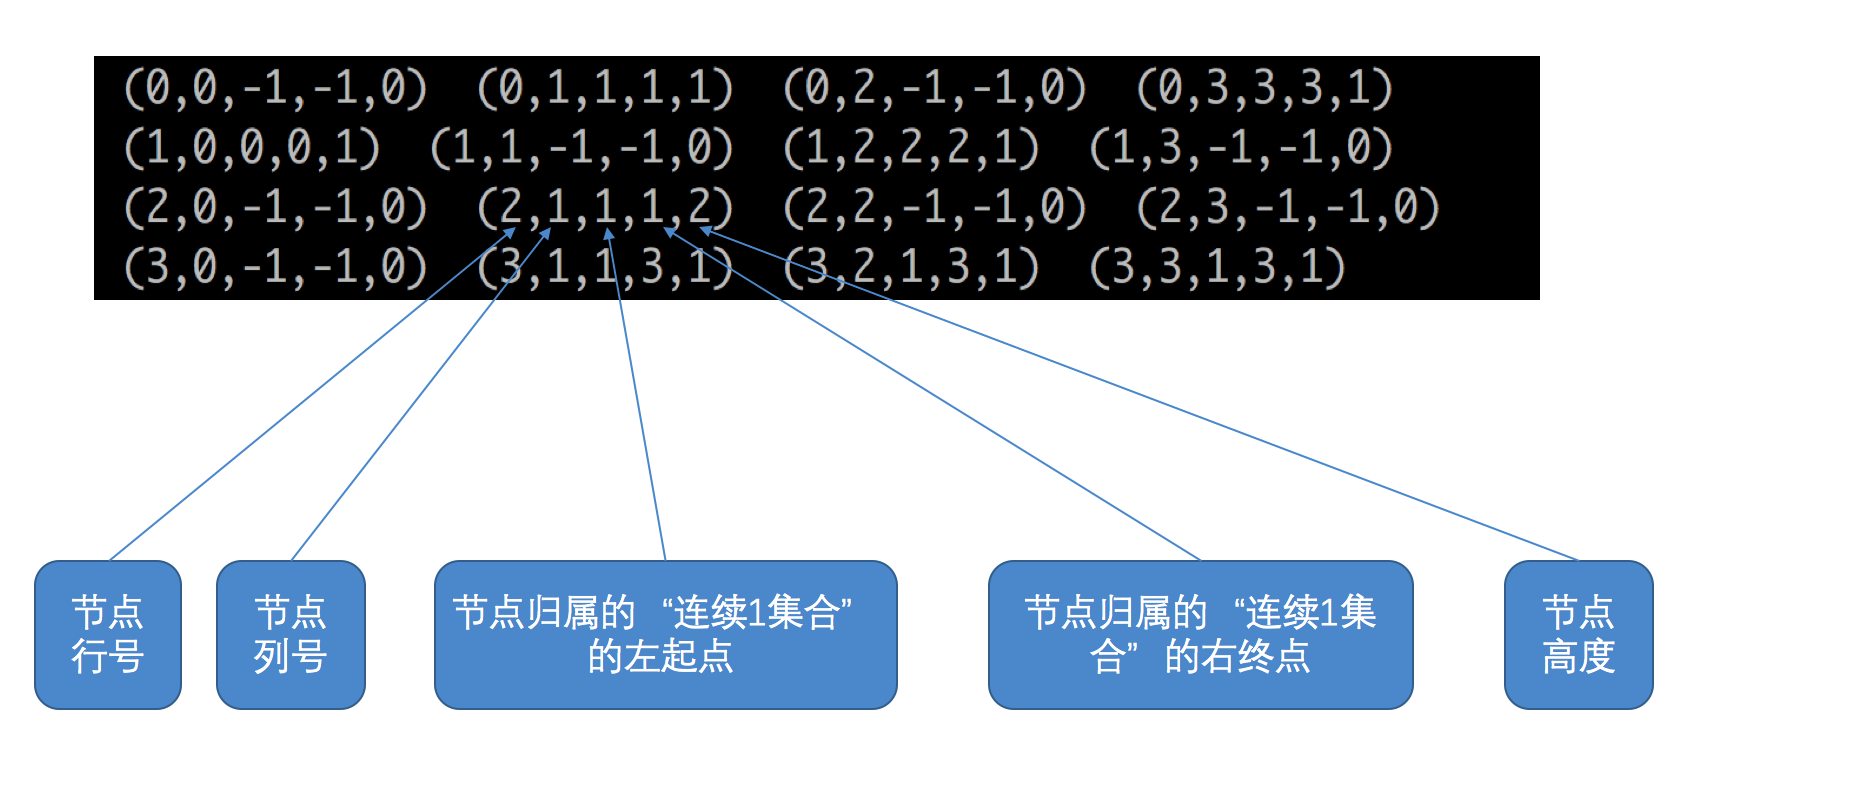 (0,0,-1,-1,0) (0,1,1,1,1) (0,2,-1,-1,0) (0,3,3,3,1)
(1,0,0,0,1) (1,1,-1,-1,0) (1,2,2,2,1) (1,3,-1,-1,0)
(2,0,-1,-1,0) (2,1,1,1,2) (2,2,-1,-1,0) (2,3,-1,-1,0)
(3,0,-1,-1,0) (3,1,1,3,1) (3,2,1,3,1) (3,3,1,3,1)
节点
行号
节点
列号
节点归属的 “连续1集合”
的左起点
节点归属的 “连续1集
合” 的右终点
节点
高度